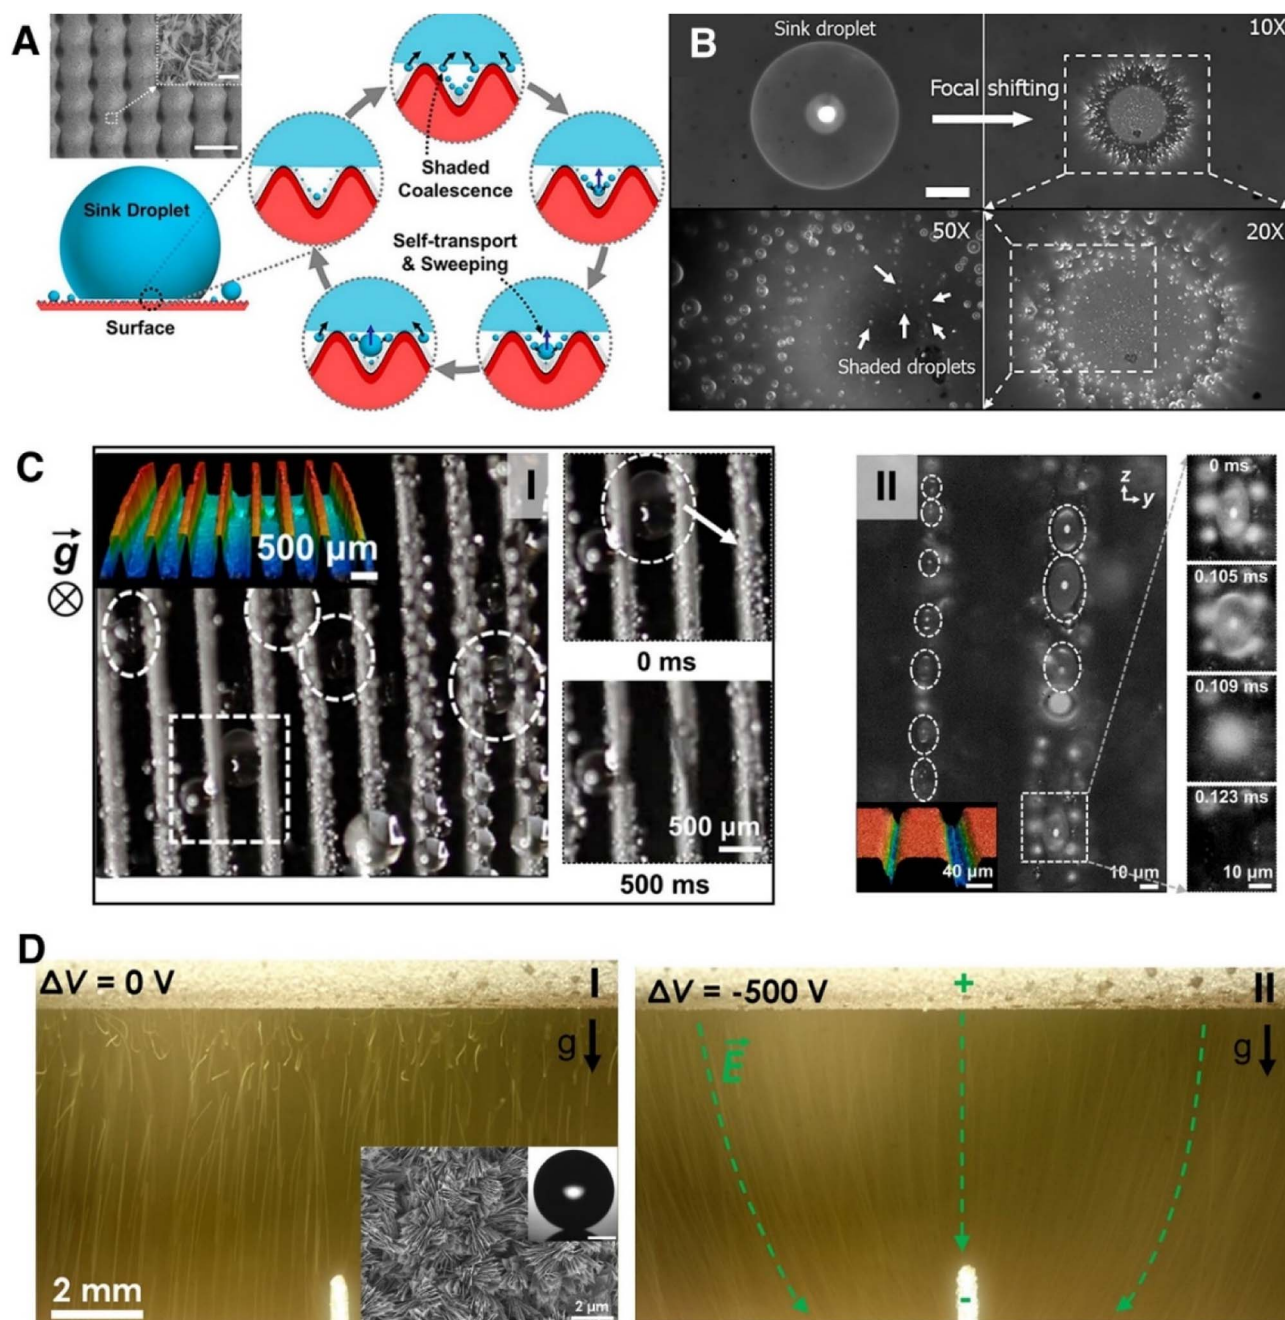 A
Sink Droplet
Surface
Shaded
Coalescence
Self-transport
& Sweeping
B
Sink droplet
10X
Focal shifting
50X
20X
Shaded droplets
C
g
I
500 µm
0 ms
500 µm
500 ms
II
z
y
40 µm
10 µm
0 ms
0.105 ms
0.109 ms
0.123 ms
10 µm
D
ΔV = 0 V
I
g
2 mm
2 µm
ΔV = -500 V
+
II
E
g
-